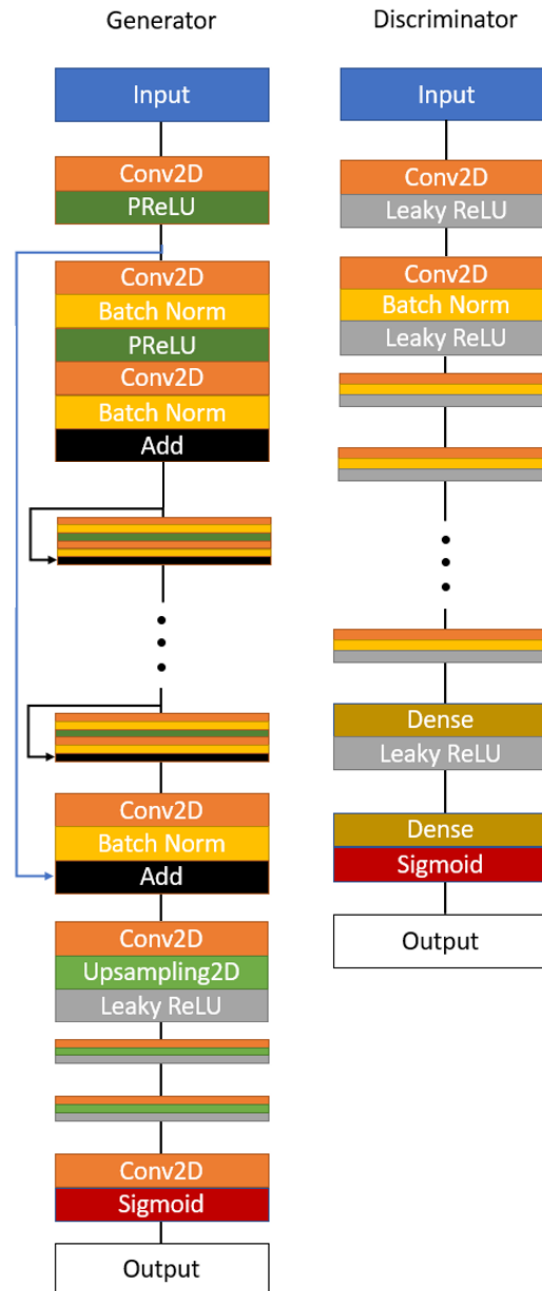 Generator
Input
Conv2D
PReLU
Conv2D
Batch Norm
PReLU
Conv2D
Batch Norm
Add
Conv2D
Batch Norm
Add
Conv2D
Upsampling2D
Leaky ReLU
Conv2D
Sigmoid
Output
Discriminator
Input
Conv2D
Leaky ReLU
Conv2D
Batch Norm
Leaky ReLU
Dense
Leaky ReLU
Dense
Sigmoid
Output